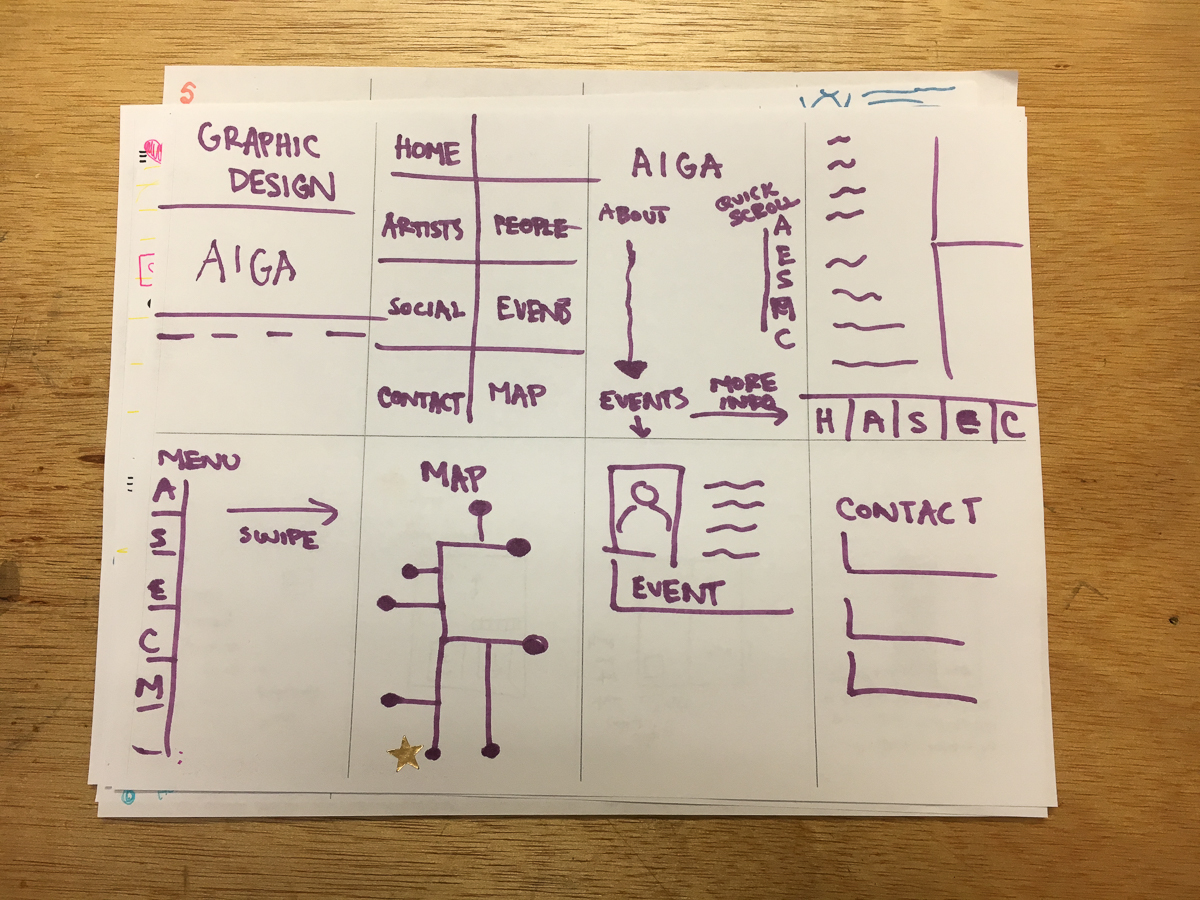 S
GRAPHIC
DESIGN
AIGA
HOME
ARTISTS
PEOPLE
SOCIAL
EVENTS
CONTACT
MAP
AIGA
ABOUT
QUICK
SCROLL
A
E
S
M
C
EVENTS
MORE
INFO
H A S E C
MENU
A
S
E
C
M
SWIPE
MAP
EVENT
CONTACT